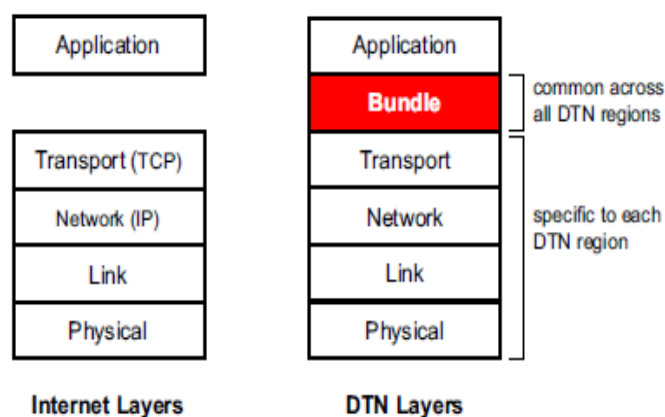 Application
Transport (TCP)
Network (IP)
Link
Physical
Internet Layers
Application
Bundle
Transport
Network
Link
Physical
DTN Layers
common across
all DTN regions
specific to each
DTN region